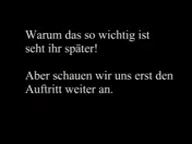 Warum das so wichtig ist
seht ihr später!
Aber schauen wir uns erst den
Auftritt weiter an.